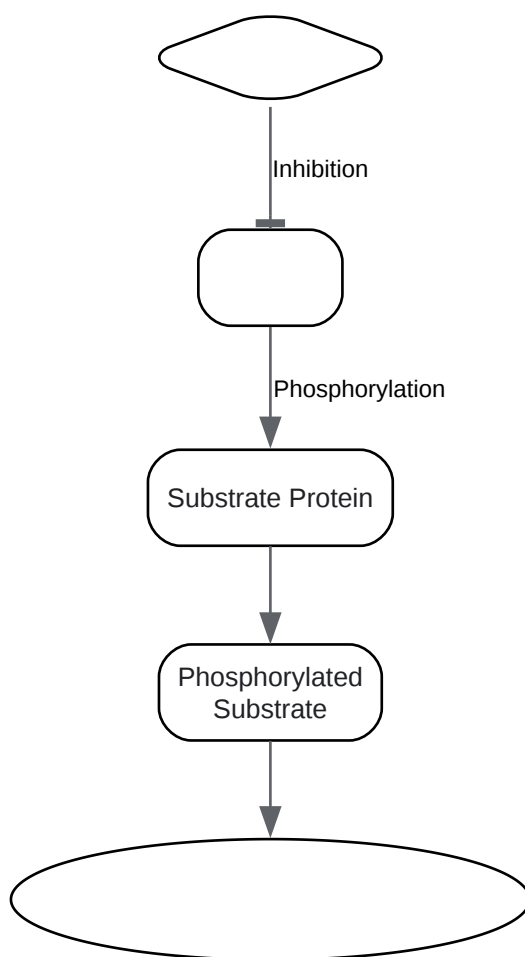 Inhibition
Phosphorylation
Substrate Protein
Phosphorylated
Substrate